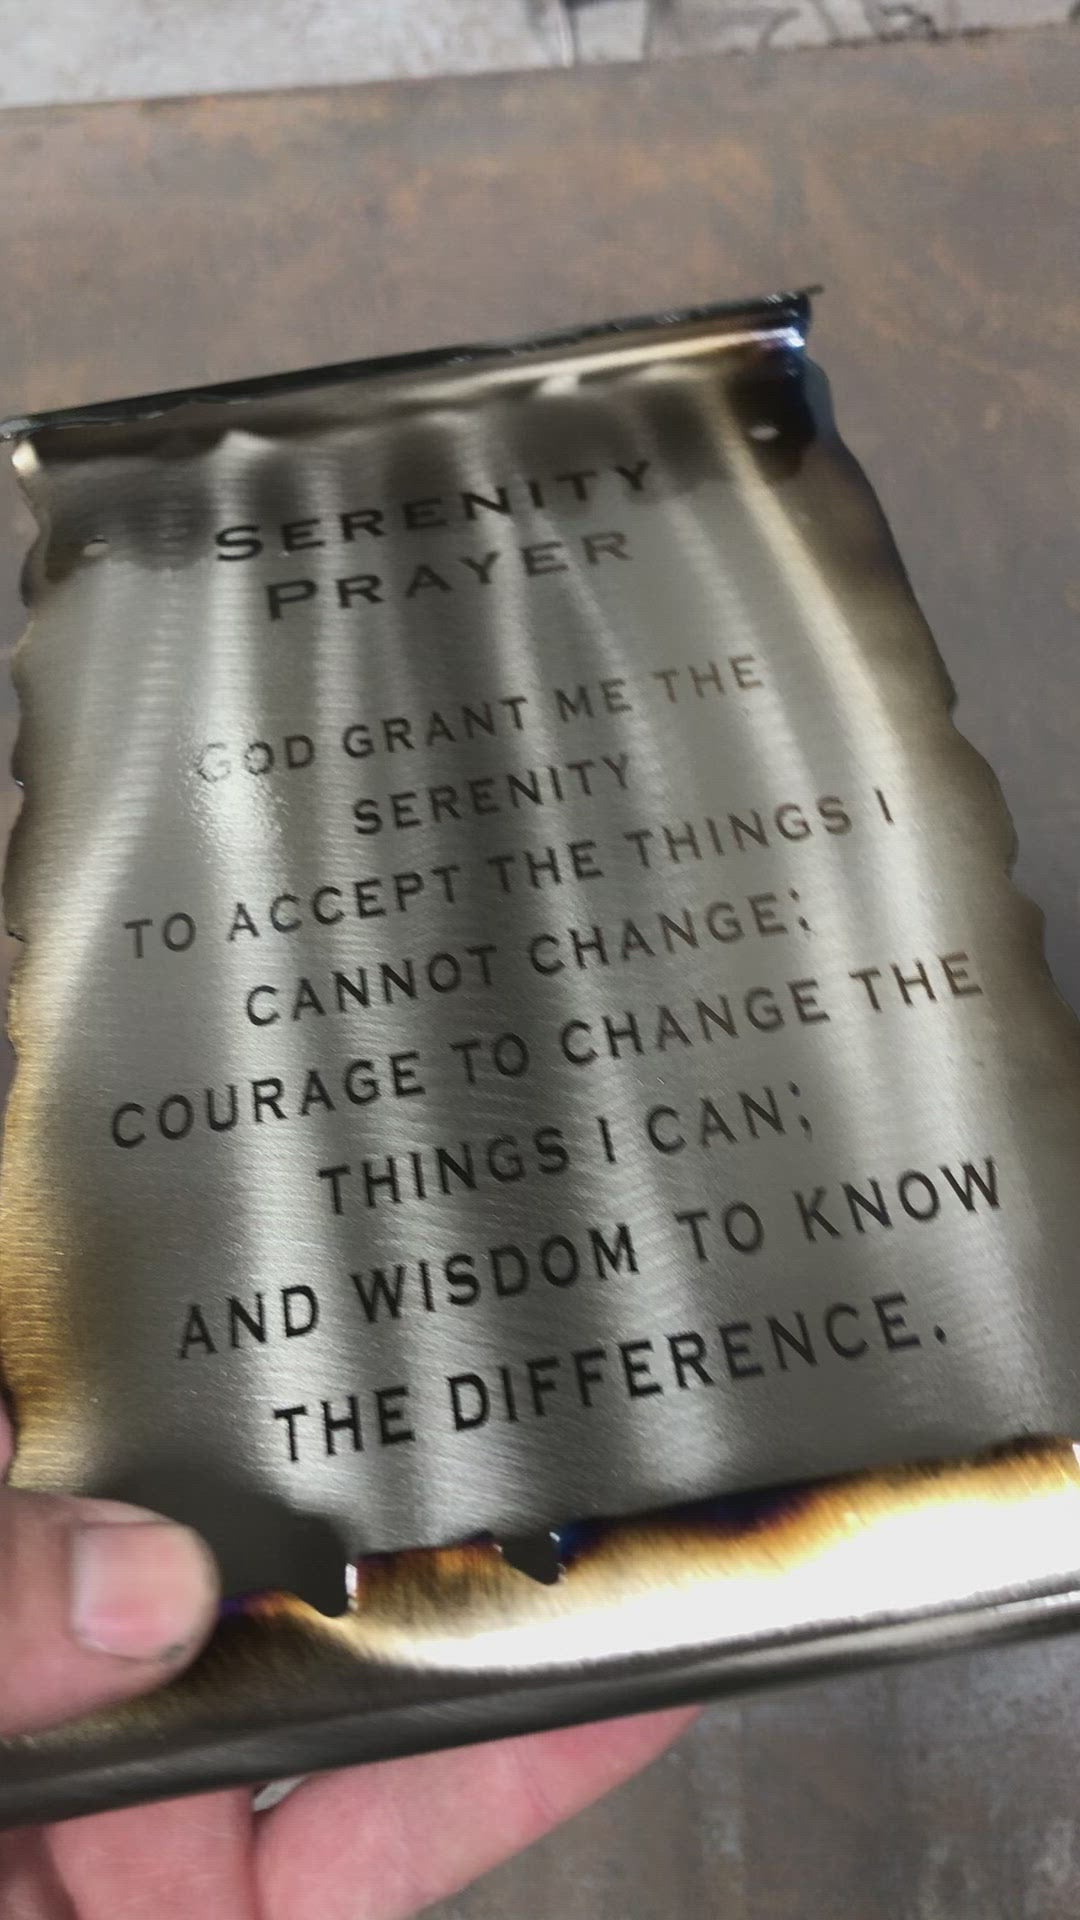 SERENITY
PRAYER
GOD GRANT ME THE
SERENITY
TO ACCEPT THE THINGS I
CANNOT CHANGE;
COURAGE TO CHANGE THE
THINGS I CAN;
AND WISDOM TO KNOW
THE DIFFERENCE.